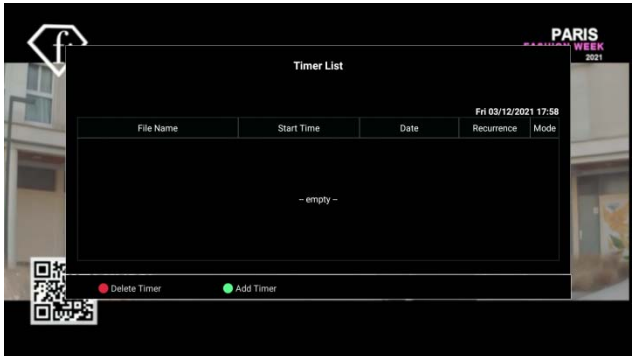 PARIS
FASHION WEEK
2021
Timer List
Fri 03/12/2021 17:58
File Name Start Time Date Recurrence Mode
-- empty --
Delete Timer Add Timer